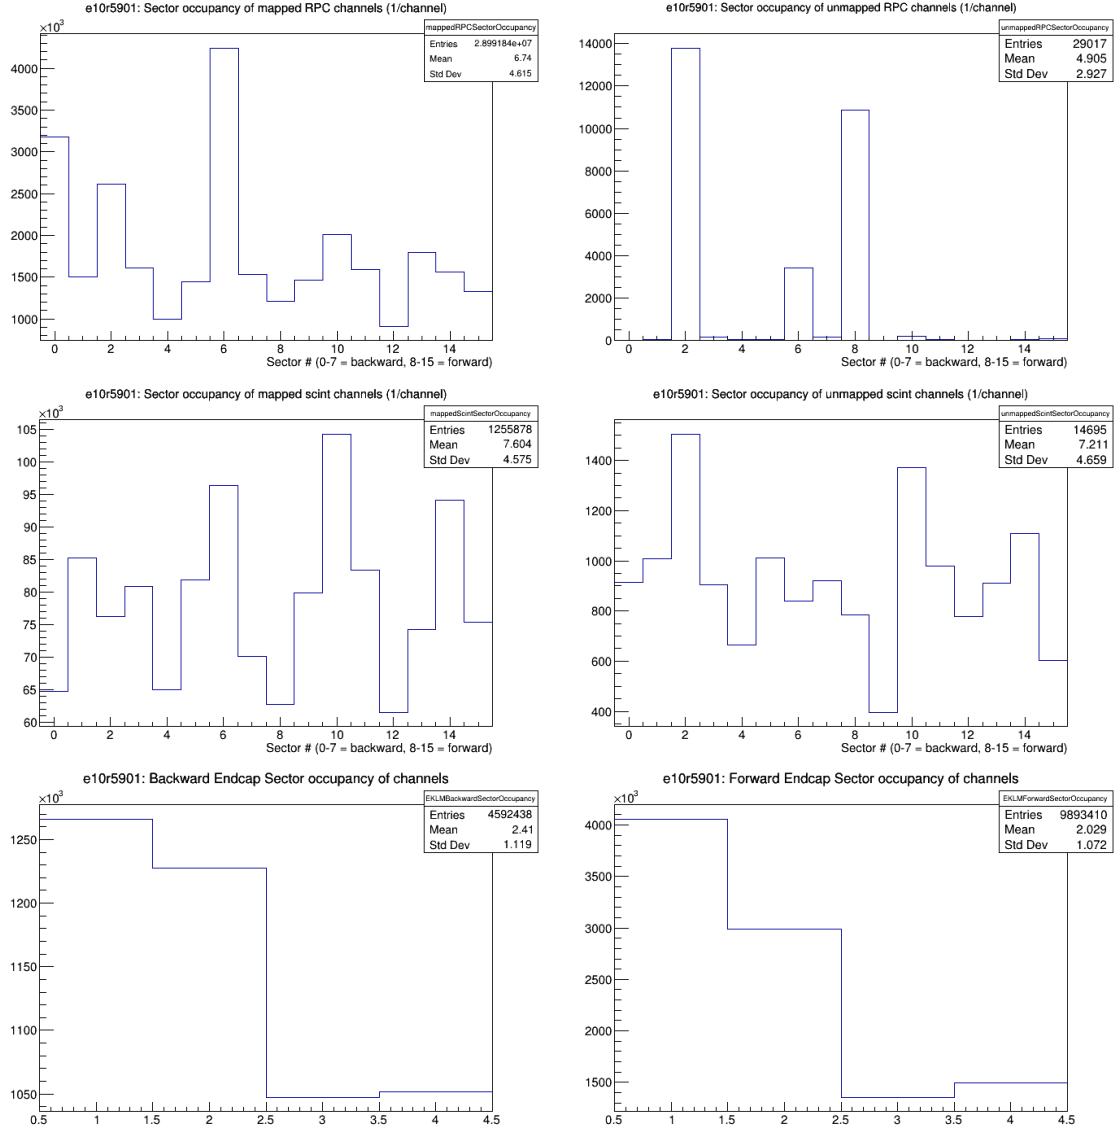 e10r5901: Sector occupancy of mapped RPC channels (1/channel)
×10³
mappedRPCSectorOccupancy
Entries 2.899184e+07
Mean 6.74
Std Dev 4.615
4000
3500
3000
2500
2000
1500
1000
0 2 4 6 8 10 12 14
Sector # (0-7 = backward, 8-15 = forward)
e10r5901: Sector occupancy of unmapped RPC channels (1/channel)
unmappedRPCSectorOccupancy
Entries 29017
Mean 4.905
Std Dev 2.927
14000
12000
10000
8000
6000
4000
2000
0
0 2 4 6 8 10 12 14
Sector # (0-7 = backward, 8-15 = forward)
e10r5901: Sector occupancy of mapped scint channels (1/channel)
×10³
mappedScintSectorOccupancy
Entries 1255878
Mean 7.604
Std Dev 4.575
105
100
95
90
85
80
75
70
65
60
0 2 4 6 8 10 12 14
Sector # (0-7 = backward, 8-15 = forward)
e10r5901: Sector occupancy of unmapped scint channels (1/channel)
unmappedScintSectorOccupancy
Entries 14695
Mean 7.211
Std Dev 4.659
1400
1200
1000
800
600
400
0 2 4 6 8 10 12 14
Sector # (0-7 = backward, 8-15 = forward)
e10r5901: Backward Endcap Sector occupancy of channels
×10³
EKLMBackwardSectorOccupancy
Entries 4592438
Mean 2.41
Std Dev 1.119
1250
1200
1150
1100
1050
0.5 1 1.5 2 2.5 3 3.5 4 4.5
e10r5901: Forward Endcap Sector occupancy of channels
×10³
EKLMForwardSectorOccupancy
Entries 9893410
Mean 2.029
Std Dev 1.072
4000
3500
3000
2500
2000
1500
0.5 1 1.5 2 2.5 3 3.5 4 4.5